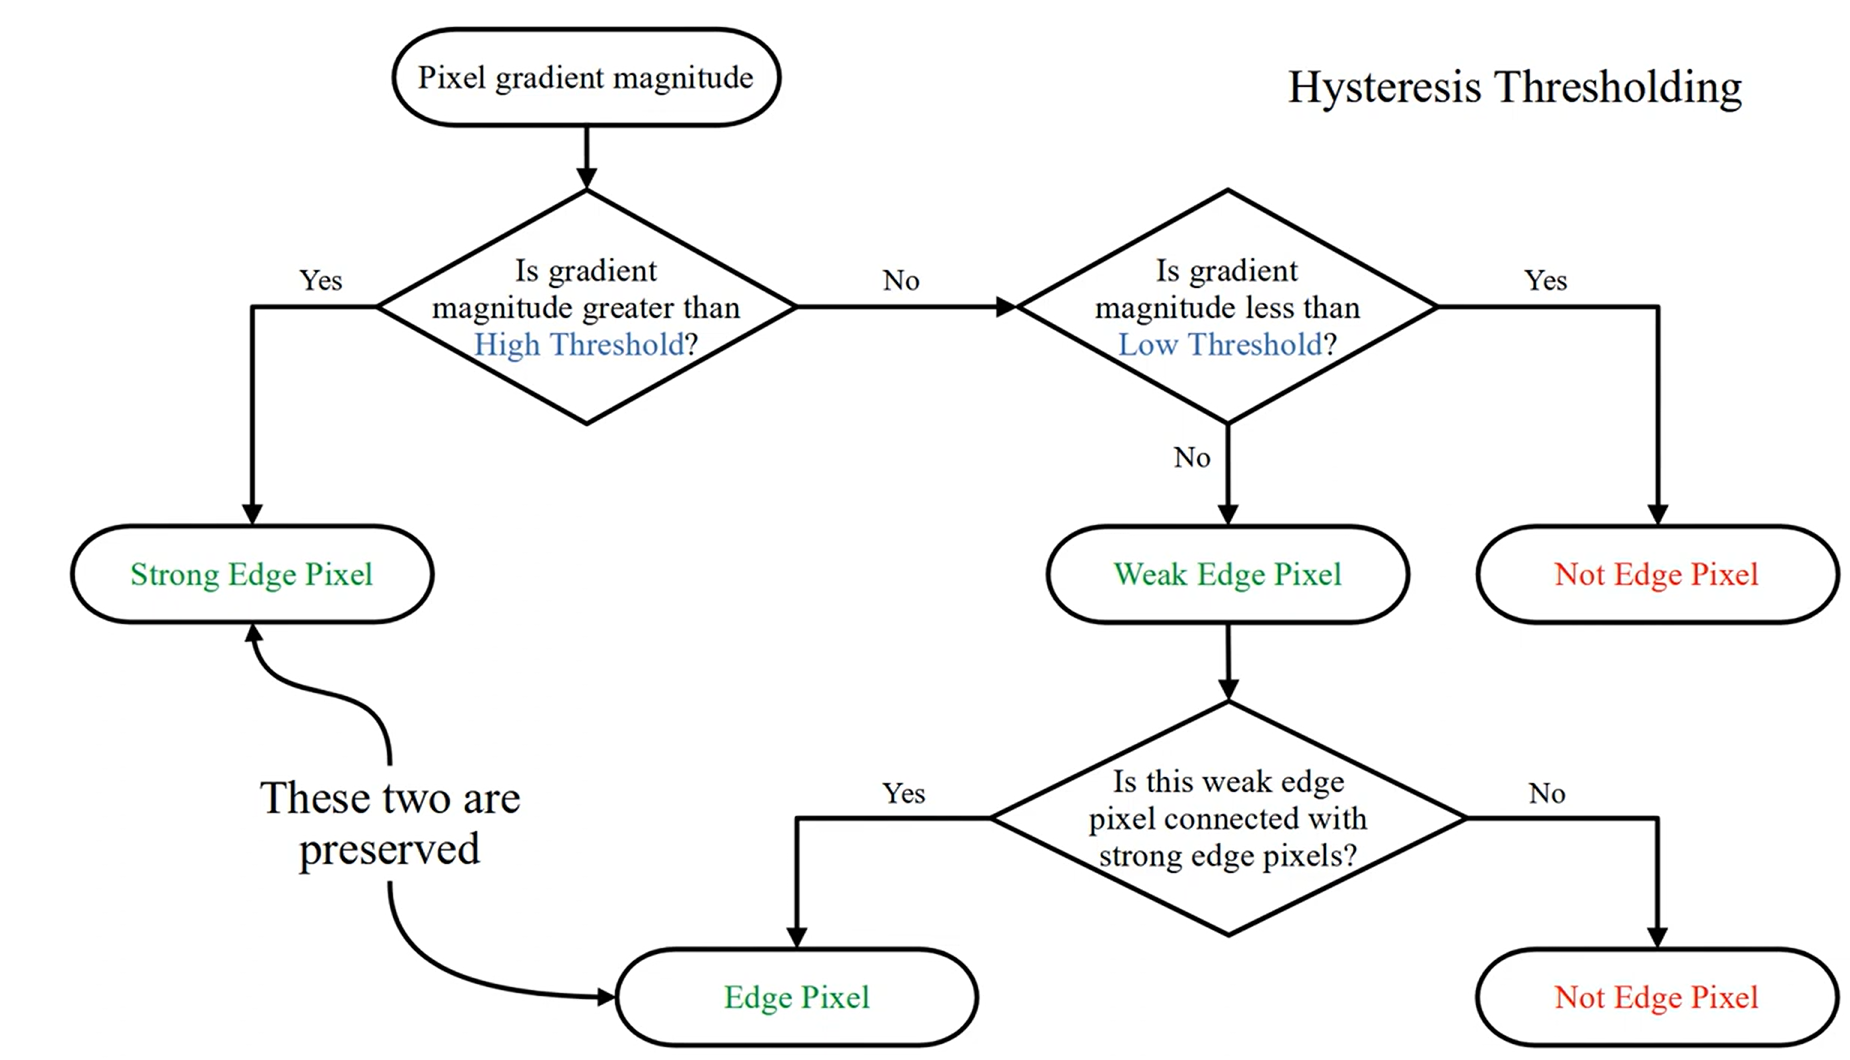 Pixel gradient magnitude
Hysteresis Thresholding
Is gradient
magnitude greater than
High Threshold?
Yes
No
Is gradient
magnitude less than
Low Threshold?
Yes
No
Strong Edge Pixel
Weak Edge Pixel
Not Edge Pixel
These two are
preserved
Is this weak edge
pixel connected with
strong edge pixels?
Yes
No
Edge Pixel
Not Edge Pixel